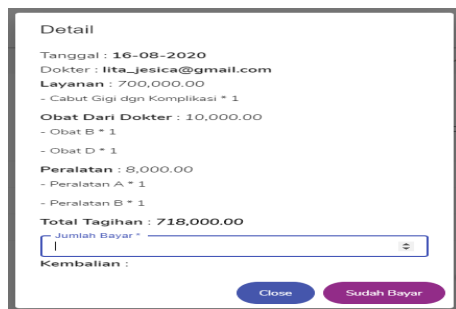 Detail
Tanggal : 16-08-2020
Dokter : lita_jesica@gmail.com
Layanan : 700,000.00
- Cabut Gigi dgn Komplikasi * 1
Obat Dari Dokter : 10,000.00
- Obat B * 1
- Obat D * 1
Peralatan : 8,000.00
- Peralatan A * 1
- Peralatan B * 1
Total Tagihan : 718,000.00
Jumlah Bayar *
Kembalian :
Close Sudah Bayar